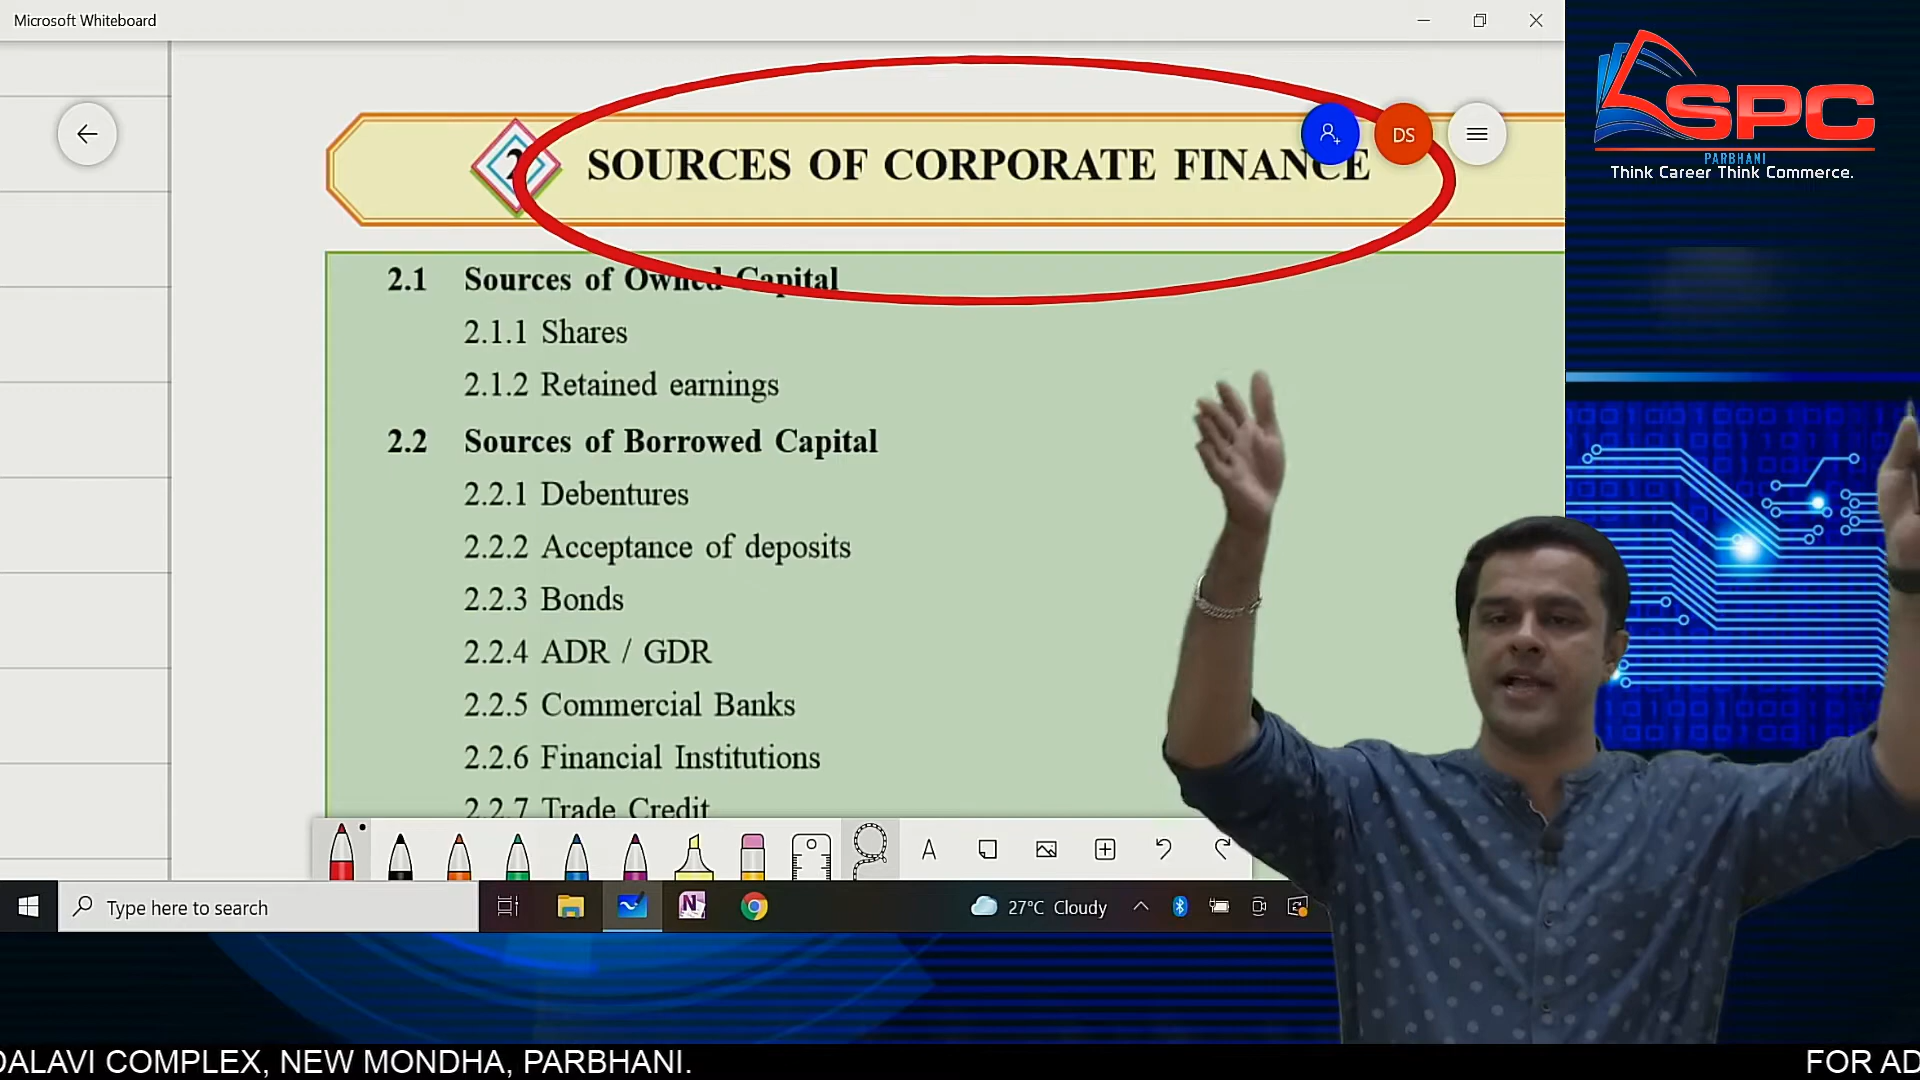 Microsoft Whiteboard
2 SOURCES OF CORPORATE FINANCE
DS
2.1 Sources of Owned Capital
2.1.1 Shares
2.1.2 Retained earnings
2.2 Sources of Borrowed Capital
2.2.1 Debentures
2.2.2 Acceptance of deposits
2.2.3 Bonds
2.2.4 ADR / GDR
2.2.5 Commercial Banks
2.2.6 Financial Institutions
2.2.7 Trade Credit
SPC
PARBHANI
Think Career Think Commerce.
Type here to search
27°C Cloudy
DALAVI COMPLEX, NEW MONDHA, PARBHANI.
FOR AD